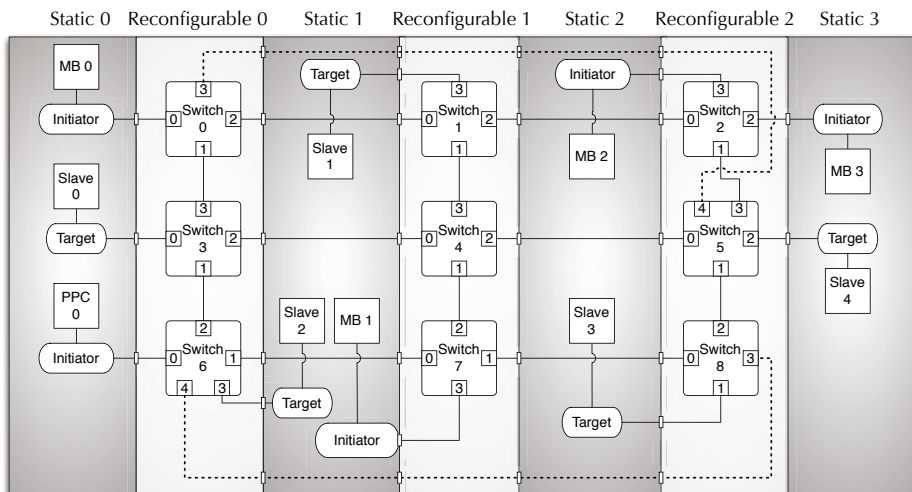 Static 0 Reconfigurable 0 Static 1 Reconfigurable 1 Static 2 Reconfigurable 2 Static 3
MB 0
Initiator
0 3 Switch 0 2 1
Target
Slave 1
0 3 Switch 1 2 1
Initiator
MB 2
0 3 Switch 2 2 1
Initiator
MB 3
Slave 0
Target
0 3 Switch 3 2 1
0 3 Switch 4 2 1
4 3
0 Switch 5 2 1
Target
Slave 4
PPC 0
Initiator
2
0 Switch 6 1
4 3
Slave 2
Target
MB 1
Initiator
2
0 Switch 7 1
3
Slave 3
Target
2
0 Switch 8 3
1